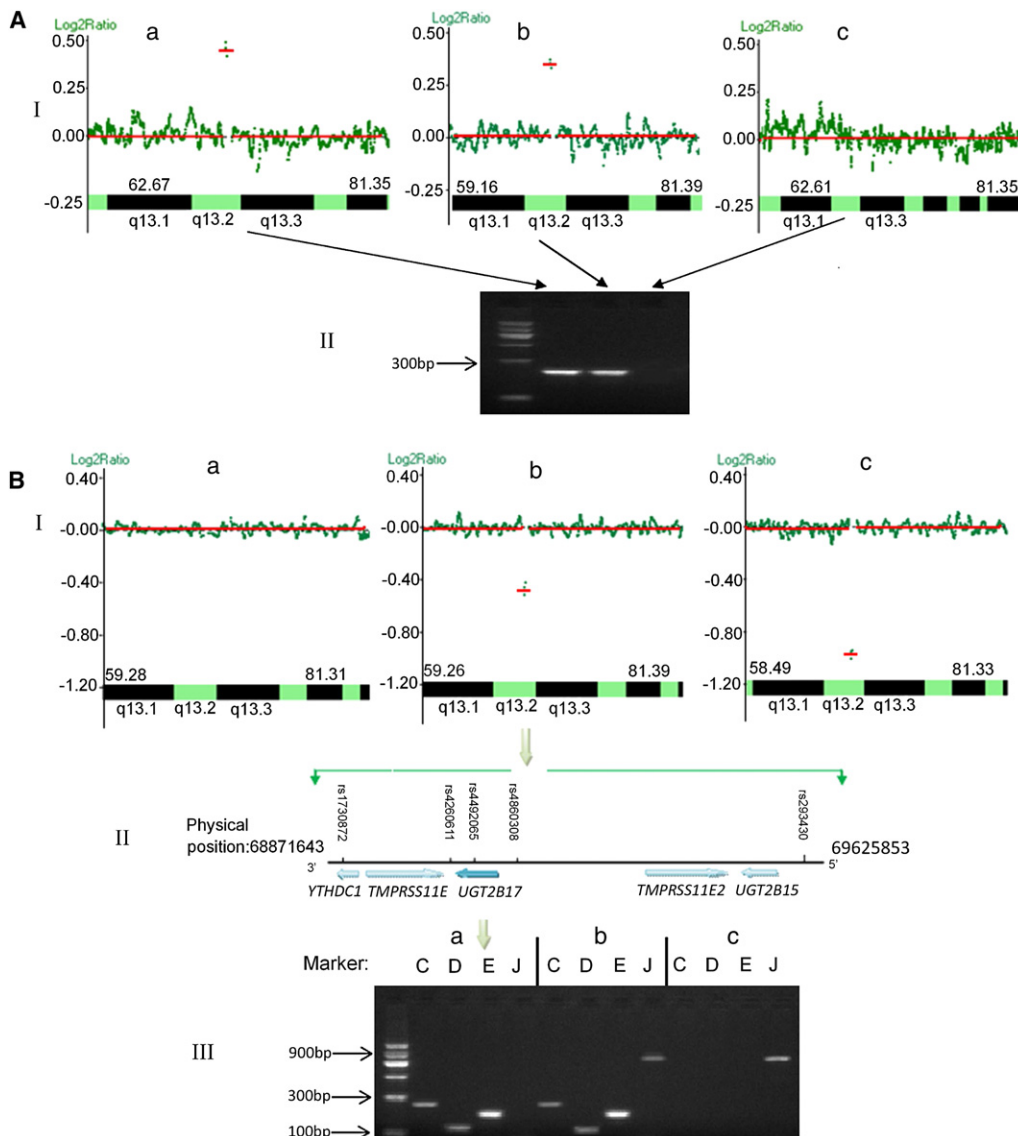 A
Log2Ratio a
Log2Ratio b
Log2Ratio c
I
0.50
0.25
0.00
-0.25
62.67 81.35
q13.1 q13.2 q13.3
0.50
0.25
0.00
-0.25
59.16 81.39
q13.1 q13.2 q13.3
0.50
0.25
0.00
-0.25
62.61 81.35
q13.1 q13.3
II
300bp
B
Log2Ratio a
Log2Ratio b
Log2Ratio c
I
0.40
-0.00
-0.40
-0.80
-1.20
59.28 81.31
q13.1 q13.2 q13.3
0.40
-0.00
-0.40
-0.80
-1.20
59.26 81.39
q13.1 q13.2 q13.3
0.40
-0.00
-0.40
-0.80
-1.20
58.49 81.33
q13.1 q13.2 q13.3
II
rs1730872 rs4260611 rs4492065 rs4860308 rs293430
Physical
position:68871643 69625853
3' 5'
YTHDC1 TMPRSS11E UGT2B17 TMPRSS11E2 UGT2B15
a b c
Marker: C D E J C D E J C D E J
III
900bp
300bp
100bp